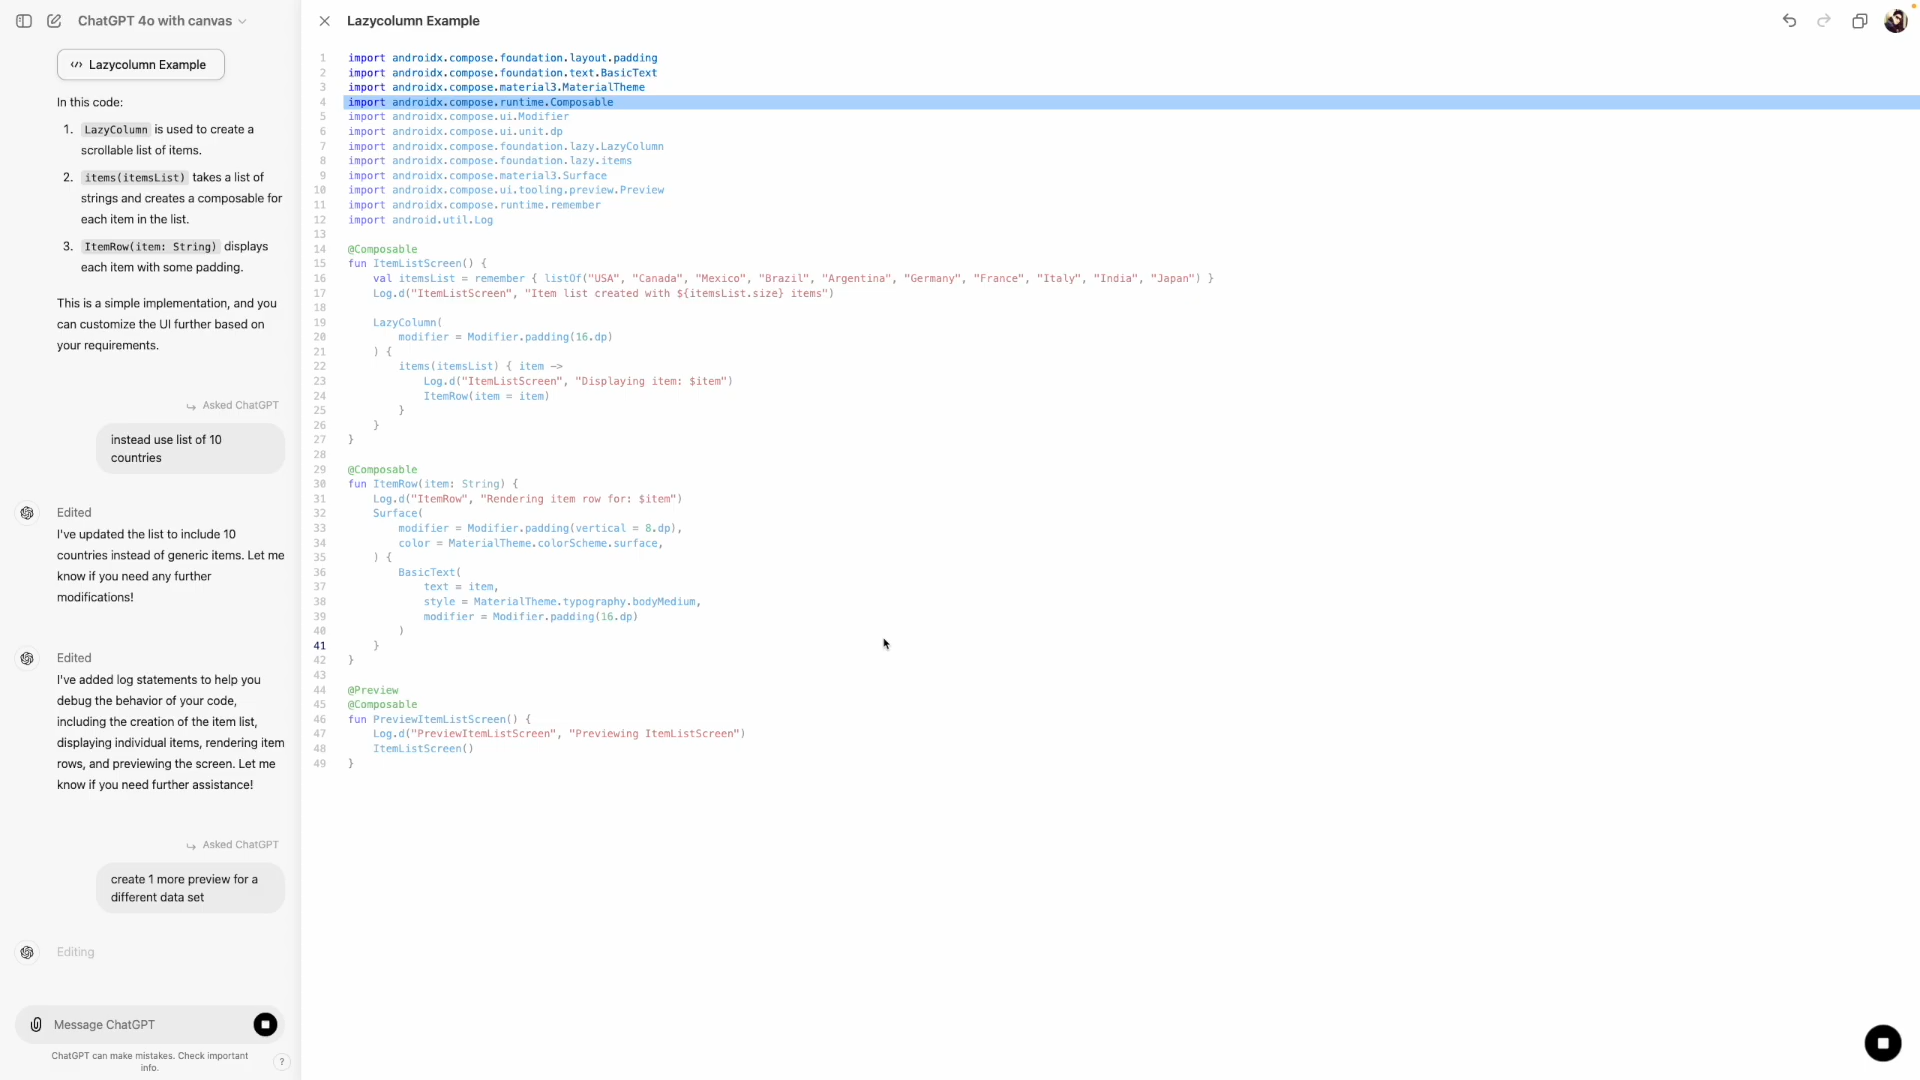 ChatGPT 4o with canvas
Lazycolumn Example
In this code:
1. LazyColumn is used to create a
scrollable list of items.
2. items(itemsList) takes a list of
strings and creates a composable for
each item in the list.
3. ItemRow(item: String) displays
each item with some padding.
This is a simple implementation, and you
can customize the UI further based on
your requirements.
Asked ChatGPT
instead use list of 10
countries
Edited
I've updated the list to include 10
countries instead of generic items. Let me
know if you need any further
modifications!
Edited
I've added log statements to help you
debug the behavior of your code,
including the creation of the item list,
displaying individual items, rendering item
rows, and previewing the screen. Let me
know if you need further assistance!
Asked ChatGPT
create 1 more preview for a
different data set
Editing
Message ChatGPT
ChatGPT can make mistakes. Check important
info.
?
Lazycolumn Example
1 import androidx.compose.foundation.layout.padding
2 import androidx.compose.foundation.text.BasicText
3 import androidx.compose.material3.MaterialTheme
4 import androidx.compose.runtime.Composable
5 import androidx.compose.ui.Modifier
6 import androidx.compose.ui.unit.dp
7 import androidx.compose.foundation.lazy.LazyColumn
8 import androidx.compose.foundation.lazy.items
9 import androidx.compose.material3.Surface
10 import androidx.compose.ui.tooling.preview.Preview
11 import androidx.compose.runtime.remember
12 import android.util.Log
13
14 @Composable
15 fun ItemListScreen() {
16     val itemsList = remember { listOf("USA", "Canada", "Mexico", "Brazil", "Argentina", "Germany", "France", "Italy", "India", "Japan") }
17     Log.d("ItemListScreen", "Item list created with ${itemsList.size} items")
18
19     LazyColumn(
20         modifier = Modifier.padding(16.dp)
21     ) {
22         items(itemsList) { item ->
23             Log.d("ItemListScreen", "Displaying item: $item")
24             ItemRow(item = item)
25         }
26     }
27 }
28
29 @Composable
30 fun ItemRow(item: String) {
31     Log.d("ItemRow", "Rendering item row for: $item")
32     Surface(
33         modifier = Modifier.padding(vertical = 8.dp),
34         color = MaterialTheme.colorScheme.surface,
35     ) {
36         BasicText(
37             text = item,
38             style = MaterialTheme.typography.bodyMedium,
39             modifier = Modifier.padding(16.dp)
40         )
41     }
42 }
43
44 @Preview
45 @Composable
46 fun PreviewItemListScreen() {
47     Log.d("PreviewItemListScreen", "Previewing ItemListScreen")
48     ItemListScreen()
49 }